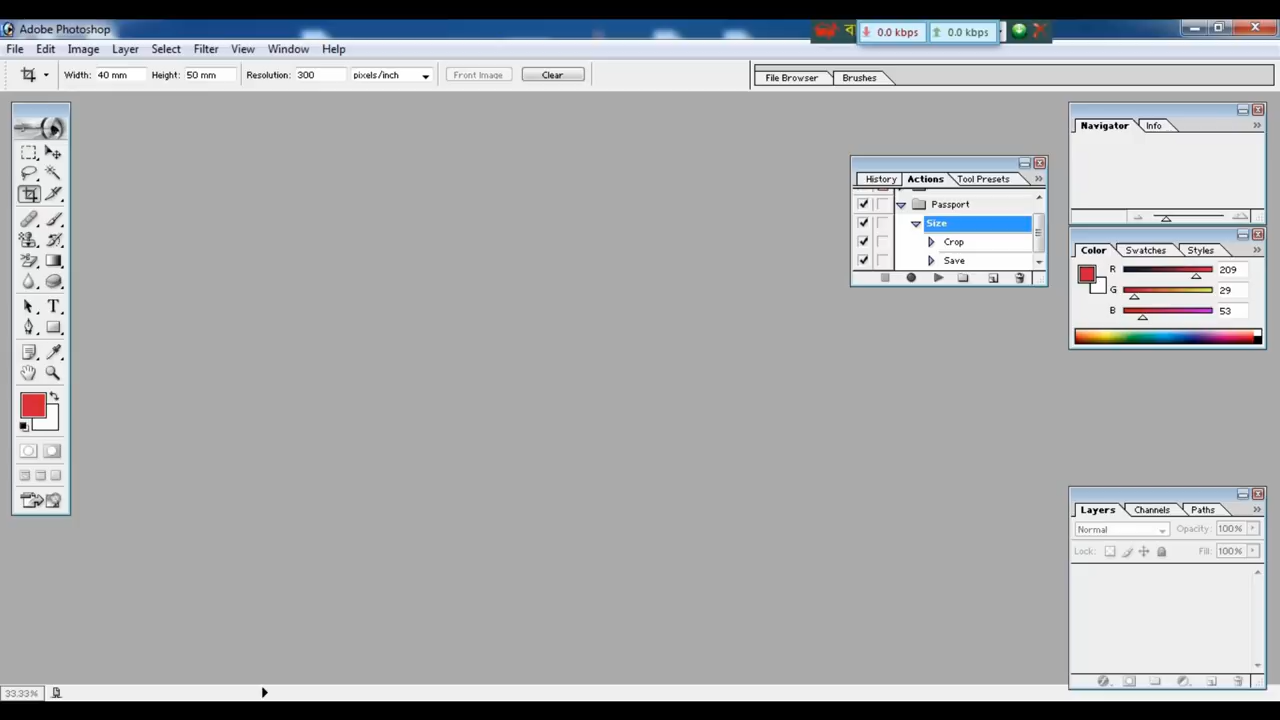 Adobe Photoshop
ব 0.0 kbps 0.0 kbps
File Edit Image Layer Select Filter View Window Help
Width: 40 mm Height: 50 mm Resolution: 300 pixels/inch Front Image Clear File Browser Brushes
Navigator Info
History Actions Tool Presets
Passport
Size
Crop
Save
Color Swatches Styles
R 209
G 29
B 53
T
Layers Channels Paths
Normal Opacity: 100%
Lock: Fill: 100%
33.33%